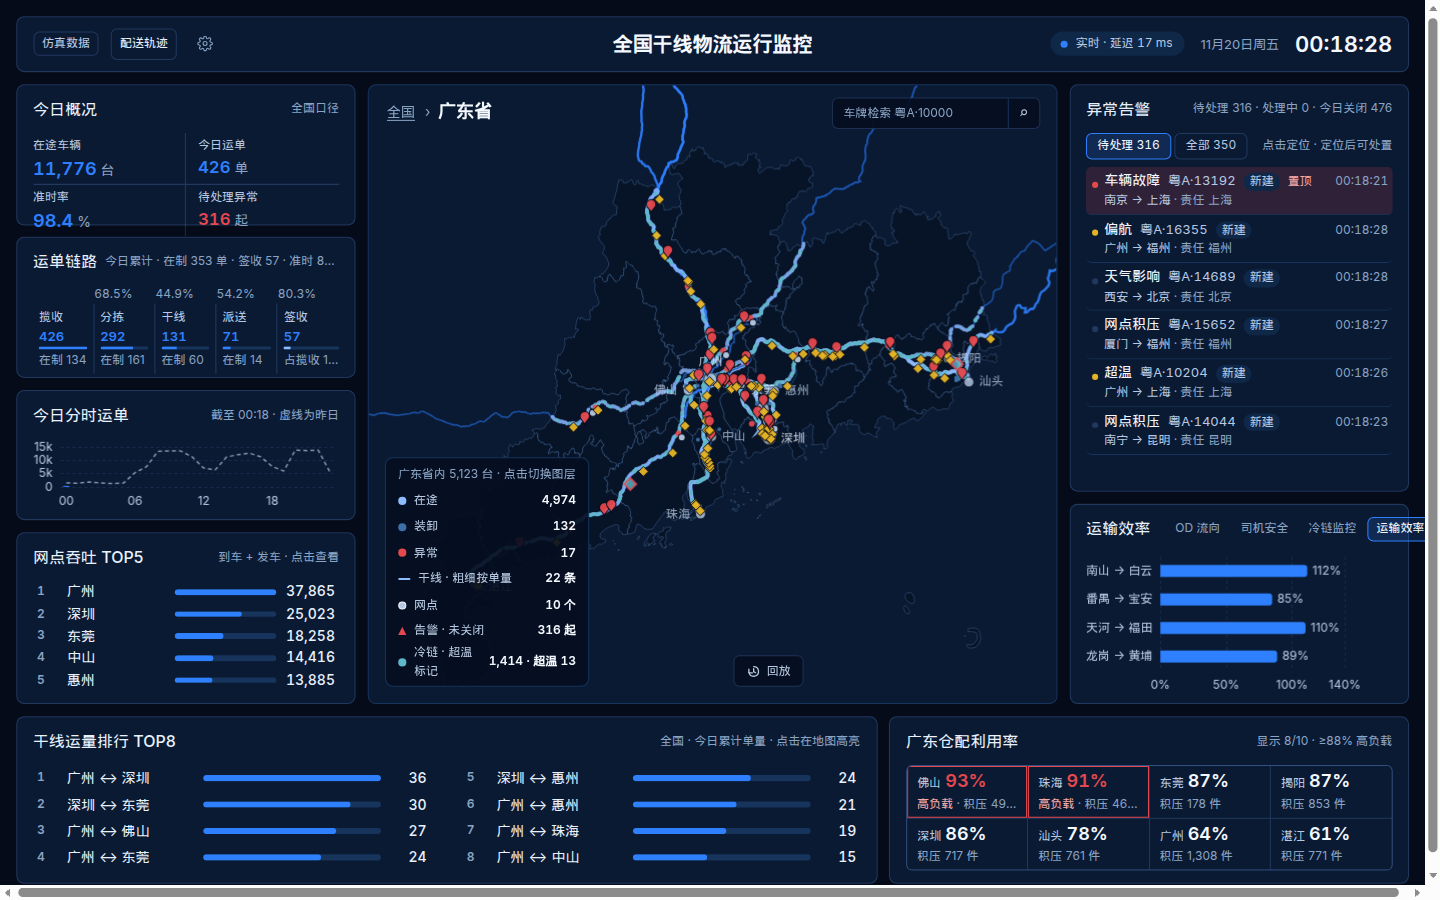 仿真数据 配送轨迹
全国干线物流运行监控
实时 · 延迟 17 ms 11月20日周五 00:18:28
今日概况 全国口径
在途车辆 今日运单
11,776 台 426 单
准时率 待处理异常
98.4 % 316 起
运单链路 今日累计 · 在制 353 单 · 签收 57 · 准时 8...
68.5% 44.9% 54.2% 80.3%
揽收 分拣 干线 派送 签收
426 292 131 71 57
在制 134 在制 161 在制 60 在制 14 占揽收 1...
今日分时运单 截至 00:18 · 虚线为昨日
15k
10k
5k
0
00 06 12 18
网点吞吐 TOP5 到车 + 发车 · 点击查看
1 广州 37,865
2 深圳 25,023
3 东莞 18,258
4 中山 14,416
5 惠州 13,885
全国 › 广东省
车牌检索 粤A·10000
佛山
惠州
揭阳
汕头
中山
深圳
珠海
广东省内 5,123 台 · 点击切换图层
在途 4,974
装卸 132
异常 17
干线 · 粗细按单量 22 条
网点 10 个
告警 · 未关闭 316 起
冷链 · 超温标记 1,414 · 超温 13
回放
异常告警 待处理 316 · 处理中 0 · 今日关闭 476
待处理 316 全部 350 点击定位 · 定位后可处置
车辆故障 粤A·13192 新建 置顶 00:18:21
南京 → 上海 · 责任 上海
偏航 粤A·16355 新建 00:18:28
广州 → 福州 · 责任 福州
天气影响 粤A·14689 新建 00:18:28
西安 → 北京 · 责任 北京
网点积压 粤A·15652 新建 00:18:27
厦门 → 福州 · 责任 福州
超温 粤A·10204 新建 00:18:26
广州 → 上海 · 责任 上海
网点积压 粤A·14044 新建 00:18:23
南宁 → 昆明 · 责任 昆明
运输效率 OD 流向 司机安全 冷链监控 运输效率
南山 → 白云 112%
番禺 → 宝安 85%
天河 → 福田 110%
龙岗 → 黄埔 89%
0% 50% 100% 140%
干线运量排行 TOP8 全国 · 今日累计单量 · 点击在地图高亮
1 广州 ↔ 深圳 36
2 深圳 ↔ 东莞 30
3 广州 ↔ 佛山 27
4 广州 ↔ 东莞 24
5 深圳 ↔ 惠州 24
6 广州 ↔ 惠州 21
7 广州 ↔ 珠海 19
8 广州 ↔ 中山 15
广东仓配利用率 显示 8/10 · ≥88% 高负载
佛山 93% 珠海 91% 东莞 87% 揭阳 87%
高负载 · 积压 49... 高负载 · 积压 46... 积压 178 件 积压 853 件
深圳 86% 汕头 78% 广州 64% 湛江 61%
积压 717 件 积压 761 件 积压 1,308 件 积压 771 件